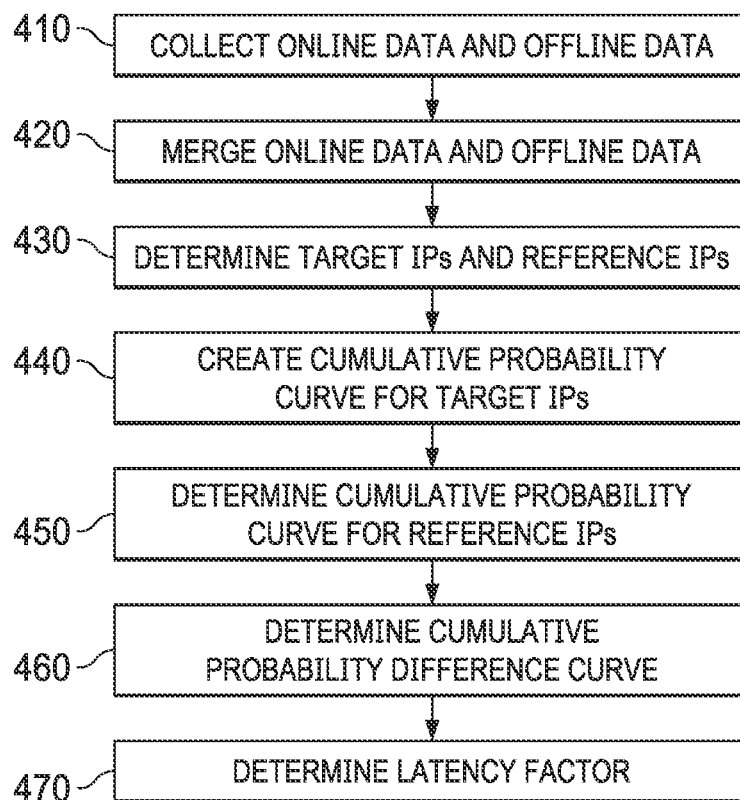 410
COLLECT ONLINE DATA AND OFFLINE DATA
420
MERGE ONLINE DATA AND OFFLINE DATA
430
DETERMINE TARGET IPs AND REFERENCE IPs
440
CREATE CUMULATIVE PROBABILITY
CURVE FOR TARGET IPs
450
DETERMINE CUMULATIVE PROBABILITY
CURVE FOR REFERENCE IPs
460
DETERMINE CUMULATIVE
PROBABILITY DIFFERENCE CURVE
470
DETERMINE LATENCY FACTOR